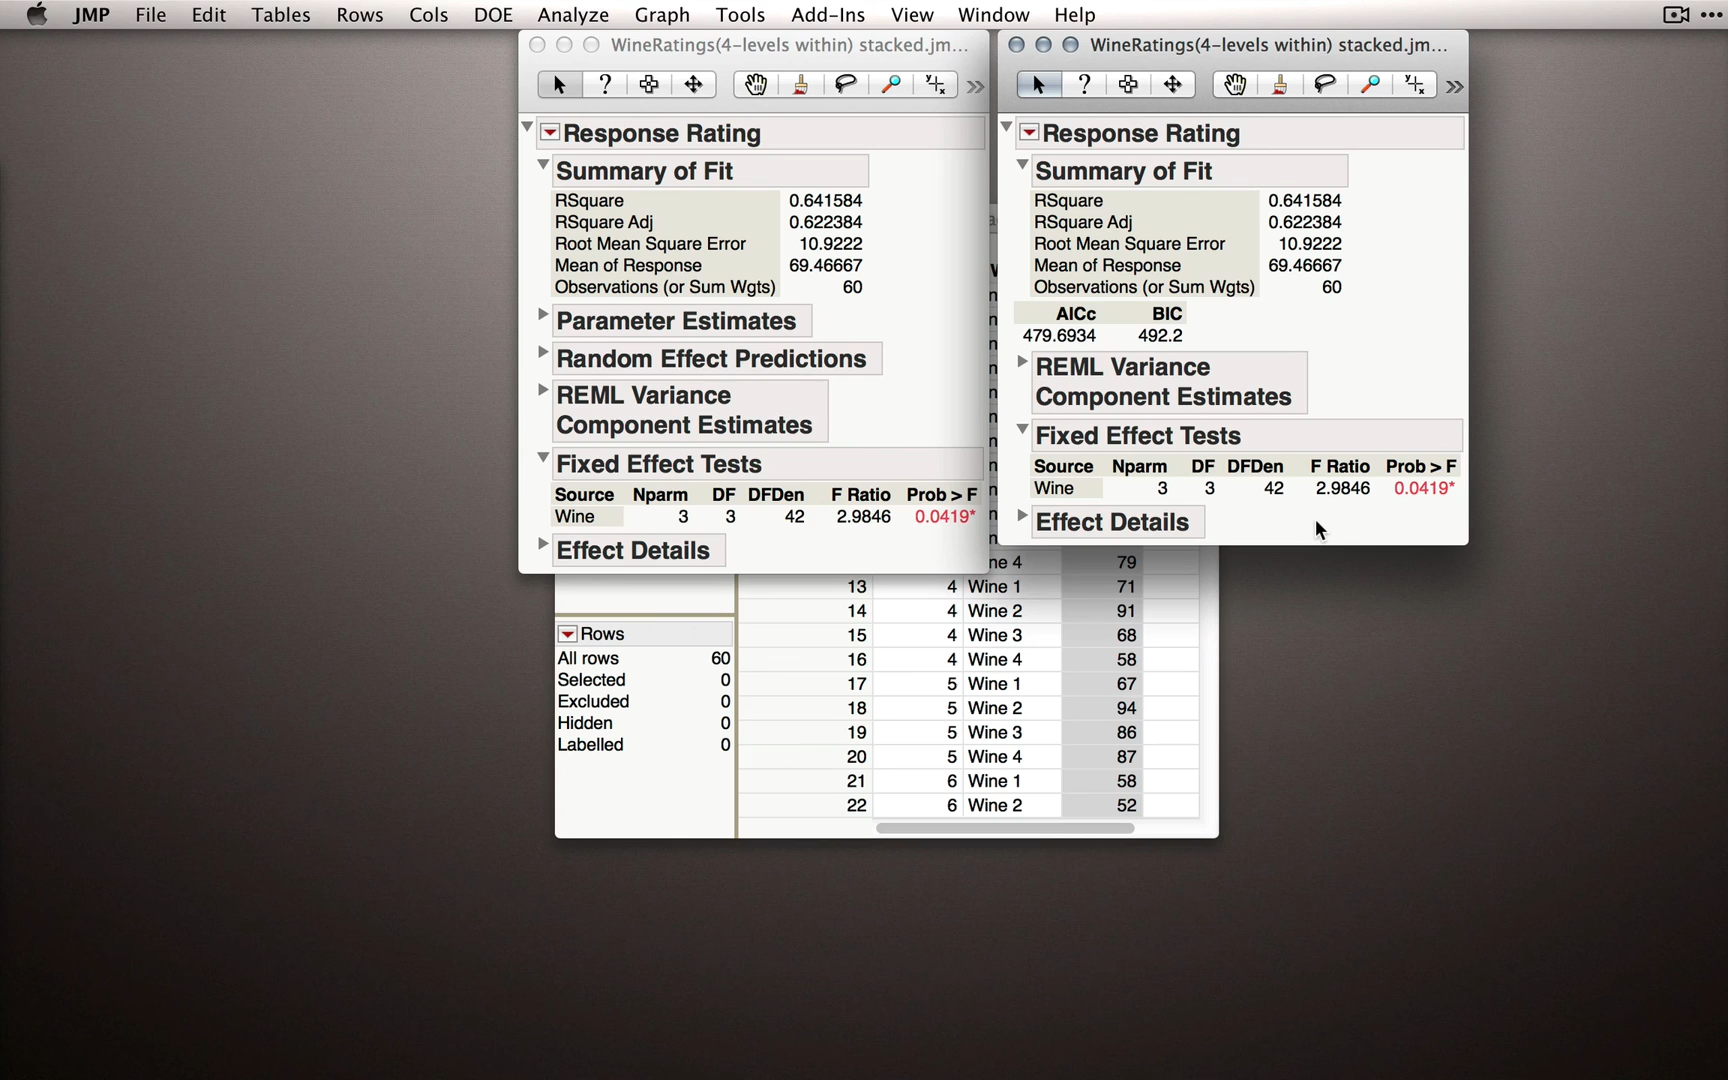 JMP File Edit Tables Rows Cols DOE Analyze Graph Tools Add-Ins View Window Help
WineRatings(4-levels within) stacked.jm...
Response Rating
Summary of Fit
RSquare 0.641584
RSquare Adj 0.622384
Root Mean Square Error 10.9222
Mean of Response 69.46667
Observations (or Sum Wgts) 60
Parameter Estimates
Random Effect Predictions
REML Variance
Component Estimates
Fixed Effect Tests
Source Nparm DF DFDen F Ratio Prob > F
Wine 3 3 42 2.9846 0.0419*
Effect Details
WineRatings(4-levels within) stacked.jm...
Response Rating
Summary of Fit
RSquare 0.641584
RSquare Adj 0.622384
Root Mean Square Error 10.9222
Mean of Response 69.46667
Observations (or Sum Wgts) 60
AICc BIC
479.6934 492.2
REML Variance
Component Estimates
Fixed Effect Tests
Source Nparm DF DFDen F Ratio Prob > F
Wine 3 3 42 2.9846 0.0419*
Effect Details
ne 4 79
13 4 Wine 1 71
14 4 Wine 2 91
15 4 Wine 3 68
16 4 Wine 4 58
17 5 Wine 1 67
18 5 Wine 2 94
19 5 Wine 3 86
20 5 Wine 4 87
21 6 Wine 1 58
22 6 Wine 2 52
Rows
All rows 60
Selected 0
Excluded 0
Hidden 0
Labelled 0